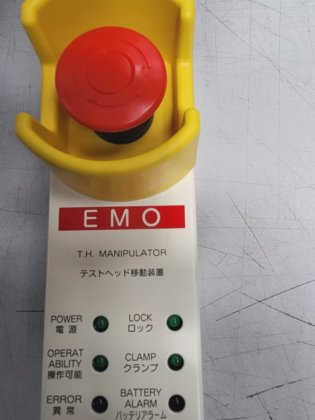 EMO
T.H. MANIPULATOR
テストヘッド移動装置
POWER
電源
LOCK
ロック
OPERAT
ABILITY
操作可能
CLAMP
クランプ
ERROR
異常
BATTERY
ALARM
バッテリアラーム